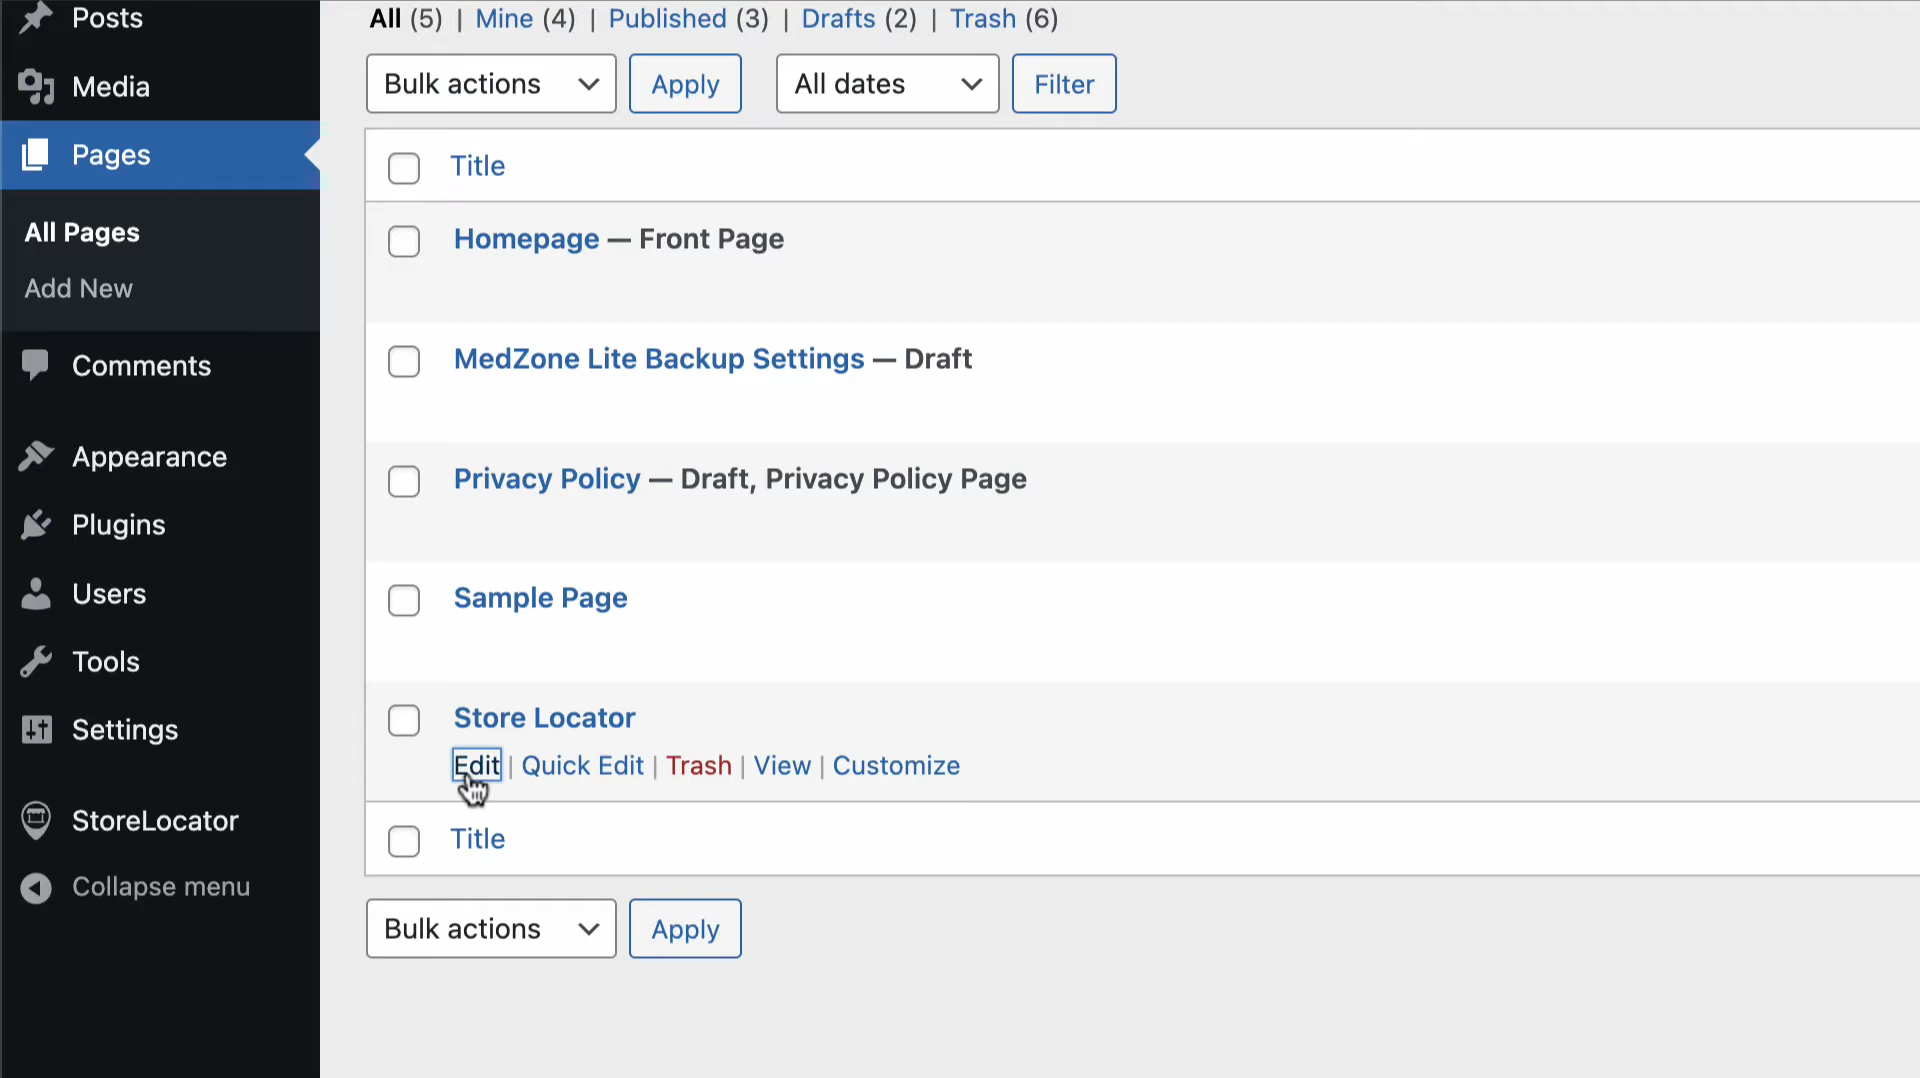 Posts
Media
Pages
All Pages
Add New
Comments
Appearance
Plugins
Users
Tools
Settings
StoreLocator
Collapse menu
All (5) | Mine (4) | Published (3) | Drafts (2) | Trash (6)
Bulk actions Apply All dates Filter
Title
Homepage — Front Page
MedZone Lite Backup Settings — Draft
Privacy Policy — Draft, Privacy Policy Page
Sample Page
Store Locator
Edit | Quick Edit | Trash | View | Customize
Title
Bulk actions Apply